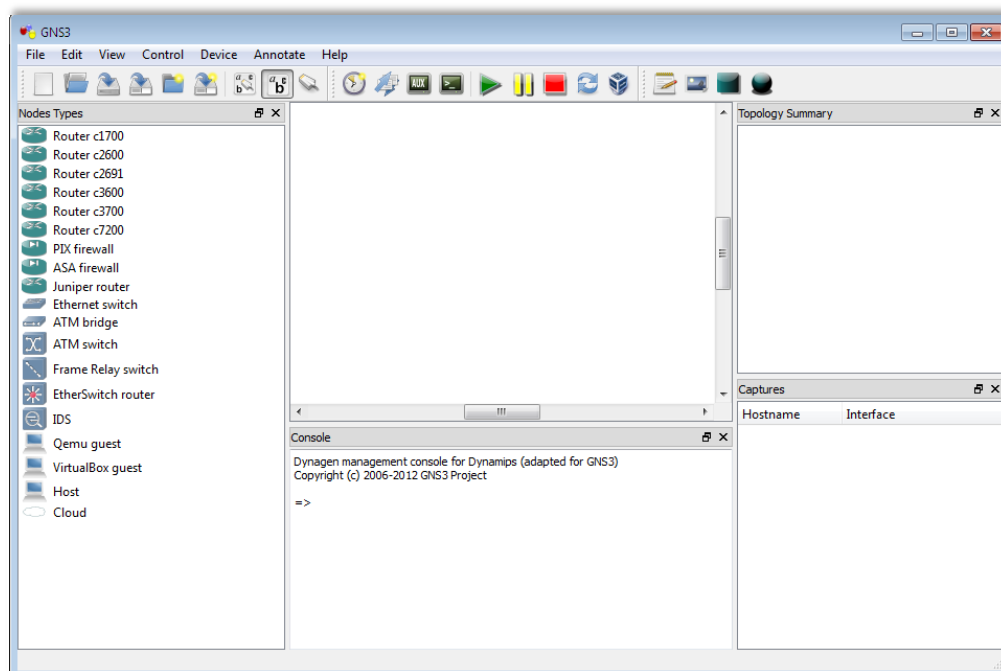 GNS3
File Edit View Control Device Annotate Help
a c b
a c b
AUX
>_
Nodes Types
Router c1700
Router c2600
Router c2691
Router c3600
Router c3700
Router c7200
PIX firewall
ASA firewall
Juniper router
Ethernet switch
ATM bridge
ATM switch
Frame Relay switch
EtherSwitch router
IDS
Qemu guest
VirtualBox guest
Host
Cloud
Console
Dynagen management console for Dynamips (adapted for GNS3)
Copyright (c) 2006-2012 GNS3 Project
=>
Topology Summary
Captures
Hostname Interface